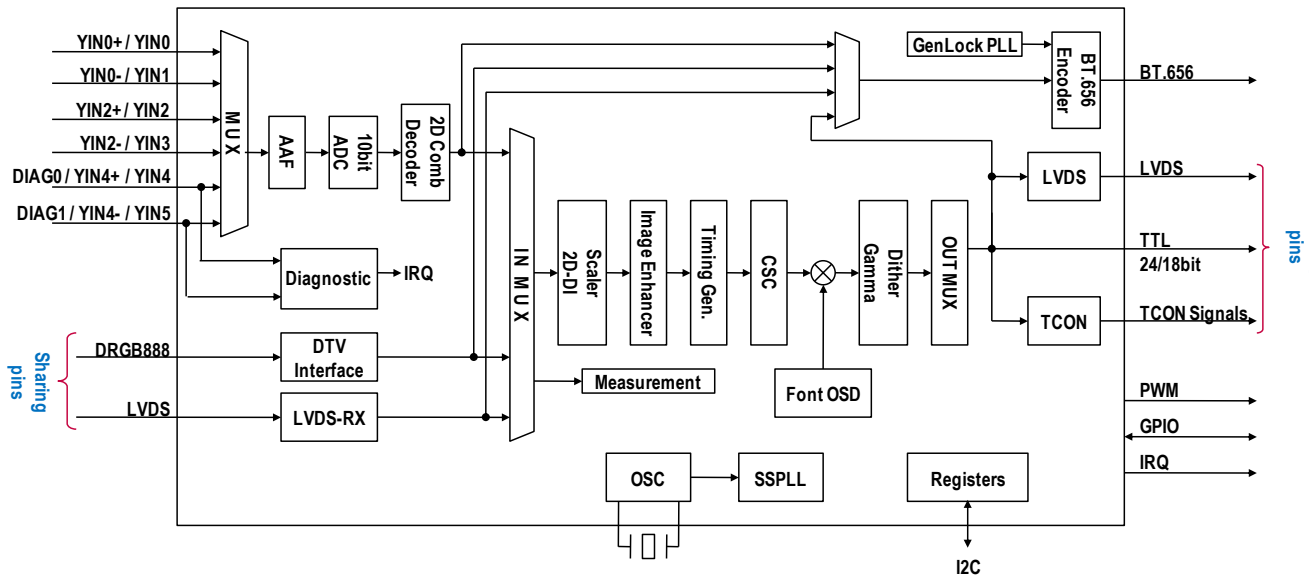 YIN0+ / YIN0
YIN0- / YIN1
YIN2+ / YIN2
YIN2- / YIN3
DIAG0 / YIN4+ / YIN4
DIAG1 / YIN4- / YIN5
MUX
AAF
10bit
ADC
2D Comb
Decoder
GenLock PLL
BT.656
Encoder
BT.656
Diagnostic
IRQ
DRGB888
DTV
Interface
LVDS
LVDS-RX
Sharing
pins
IN MUX
Measurement
Scaler
2D-DI
Image Enhancer
Timing Gen.
CSC
Font OSD
Dither
Gamma
OUT MUX
LVDS
LVDS
TTL
24/18bit
TCON
TCON Signals
pins
PWM
GPIO
IRQ
OSC
SSPLL
Registers
I2C